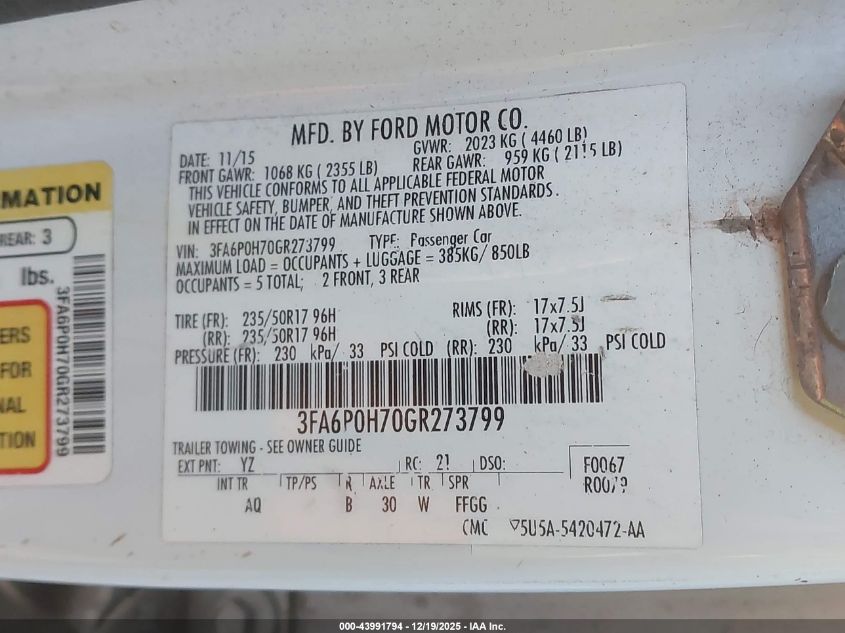 MFD. BY FORD MOTOR CO.
DATE: 11/15 GVWR: 2023 KG ( 4460 LB)
FRONT GAWR: 1068 KG ( 2355 LB) REAR GAWR: 959 KG ( 2115 LB)
THIS VEHICLE CONFORMS TO ALL APPLICABLE FEDERAL MOTOR
VEHICLE SAFETY, BUMPER, AND THEFT PREVENTION STANDARDS
IN EFFECT ON THE DATE OF MANUFACTURE SHOWN ABOVE.
VIN: 3FA6P0H70GR273799 TYPE: Passenger Car
MAXIMUM LOAD = OCCUPANTS + LUGGAGE = 385KG/ 850LB
OCCUPANTS = 5 TOTAL; 2 FRONT, 3 REAR
TIRE (FR): 235/50R17 96H RIMS (FR): 17x7.5J
(RR): 235/50R17 96H (RR): 17x7.5J
PRESSURE (FR): 230 kPa/ 33 PSI COLD (RR): 230 kPa/ 33 PSI COLD
3FA6P0H70GR273799
TRAILER TOWING - SEE OWNER GUIDE
EXT PNT: YZ RC: 21 DSO: F0067
INT TR TP/PS R AXLE TR SPR R0079
AQ B 30 W FFGG
CMC 5U5A-5420472-AA
MATION
REAR: 3
lbs.
ERS
FOR
NAL
TION
3FA6P0H70GR273799
000-43991794 - 12/19/2025 - IAA Inc.